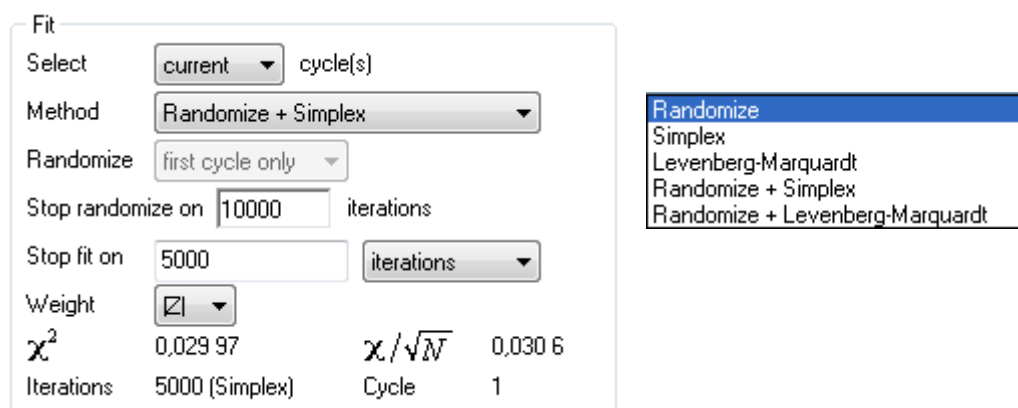 Fit
Select current cycle(s)
Method Randomize + Simplex
Randomize first cycle only
Stop randomize on 10000 iterations
Stop fit on 5000 iterations
Weight |Z|
χ² 0,029 97 χ/√N 0,030 6
Iterations 5000 (Simplex) Cycle 1
Randomize
Simplex
Levenberg-Marquardt
Randomize + Simplex
Randomize + Levenberg-Marquardt